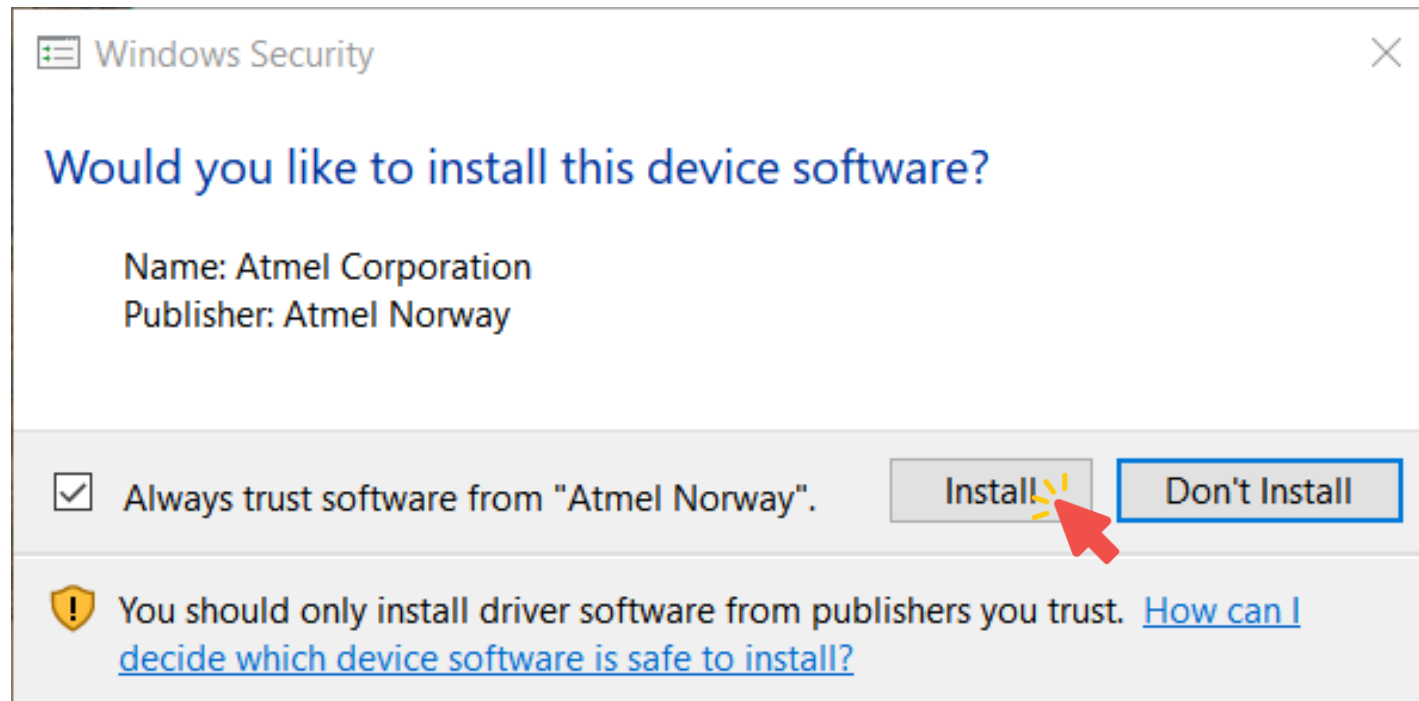 Windows Security
Would you like to install this device software?
Name: Atmel Corporation
Publisher: Atmel Norway
Always trust software from "Atmel Norway".
Install
Don't Install
You should only install driver software from publishers you trust. How can I
decide which device software is safe to install?